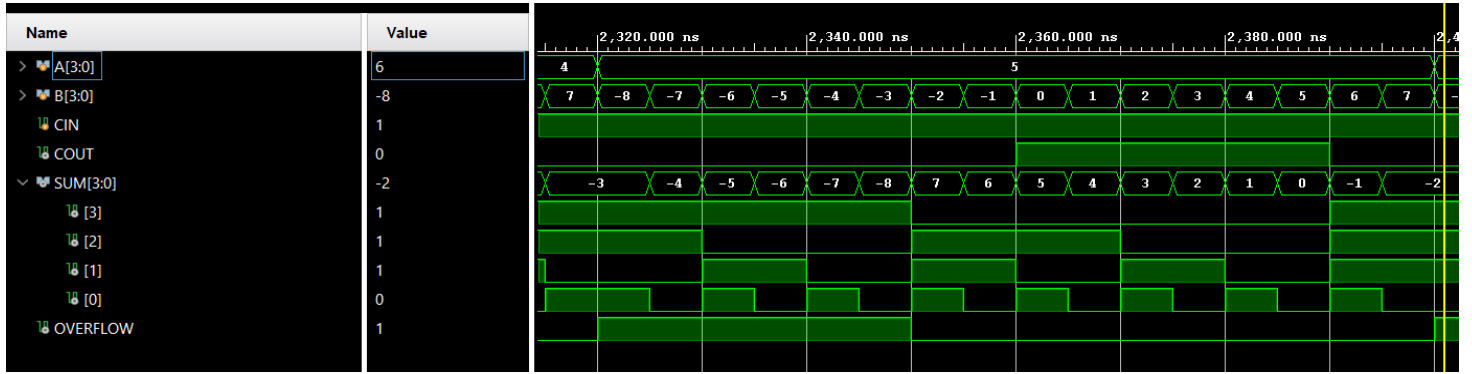 Name Value
2,320.000 ns 2,340.000 ns 2,360.000 ns 2,380.000 ns 2,4
A[3:0] 6 4 5
B[3:0] -8 7 -8 -7 -6 -5 -4 -3 -2 -1 0 1 2 3 4 5 6 7 -
CIN 1
COUT 0
SUM[3:0] -2 -3 -4 -5 -6 -7 -8 7 6 5 4 3 2 1 0 -1 -2
[3] 1
[2] 1
[1] 1
[0] 0
OVERFLOW 1